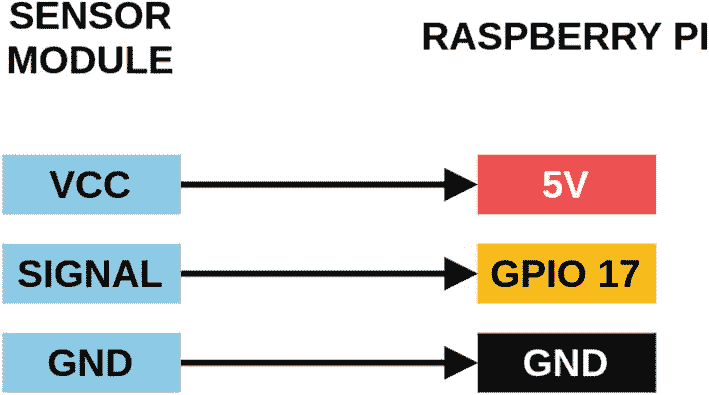 SENSOR
MODULE
RASPBERRY PI
VCC
5V
SIGNAL
GPIO 17
GND
GND